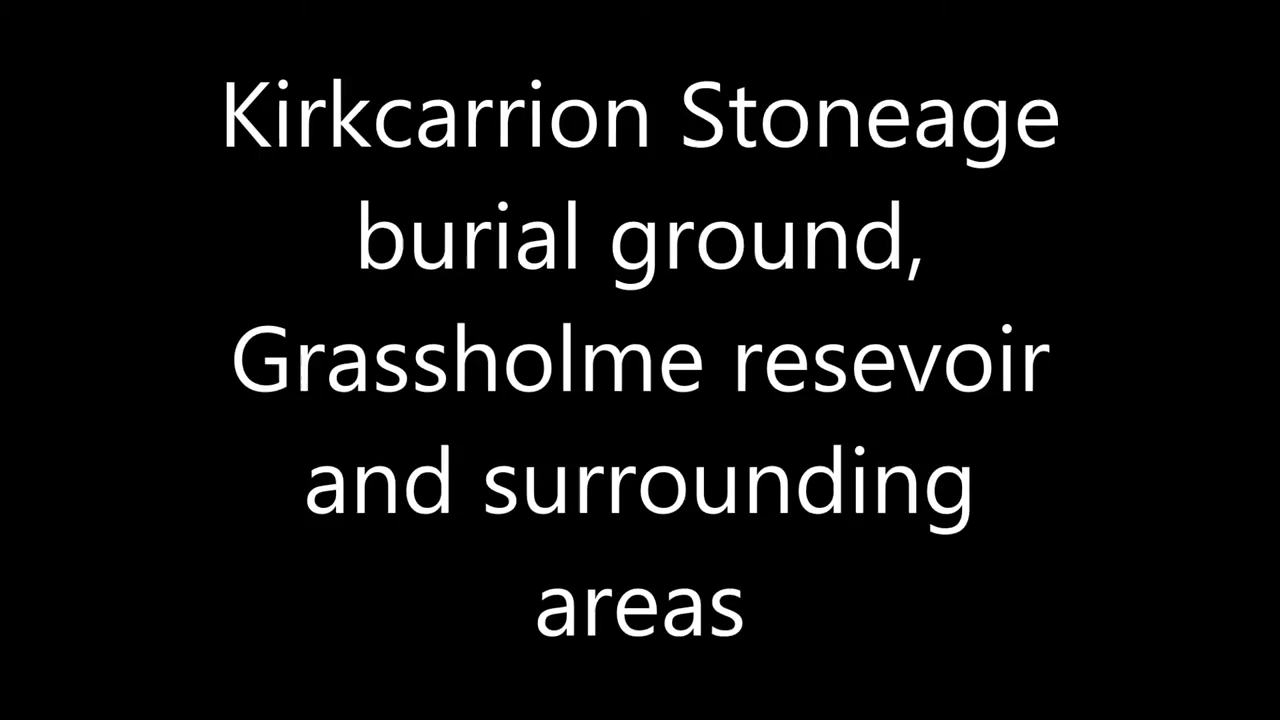 Kirkcarrion Stoneage
burial ground,
Grassholme resevoir
and surrounding
areas